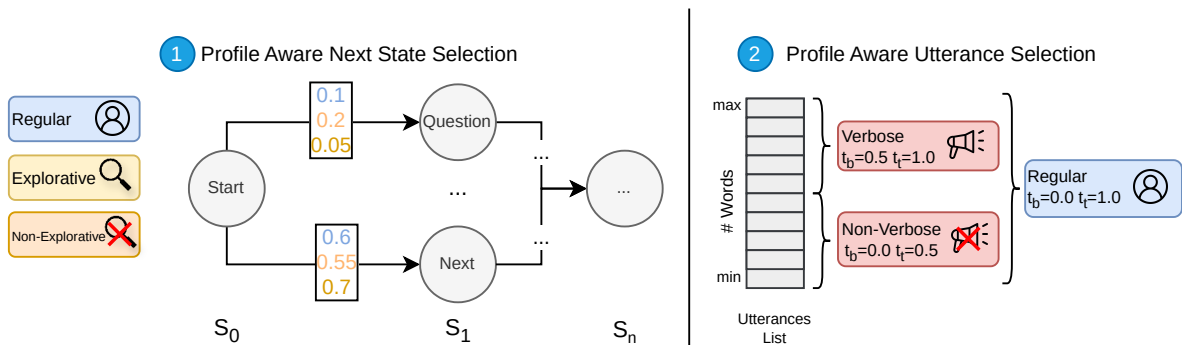 1 Profile Aware Next State Selection
Regular
Explorative
Non-Explorative
Start
0.1
0.2
0.05
Question
...
...
...
...
0.6
0.55
0.7
Next
S0
S1
Sn
2 Profile Aware Utterance Selection
max
# Words
min
Utterances
List
Verbose
tb=0.5 tt=1.0
Non-Verbose
tb=0.0 tt=0.5
Regular
tb=0.0 tt=1.0